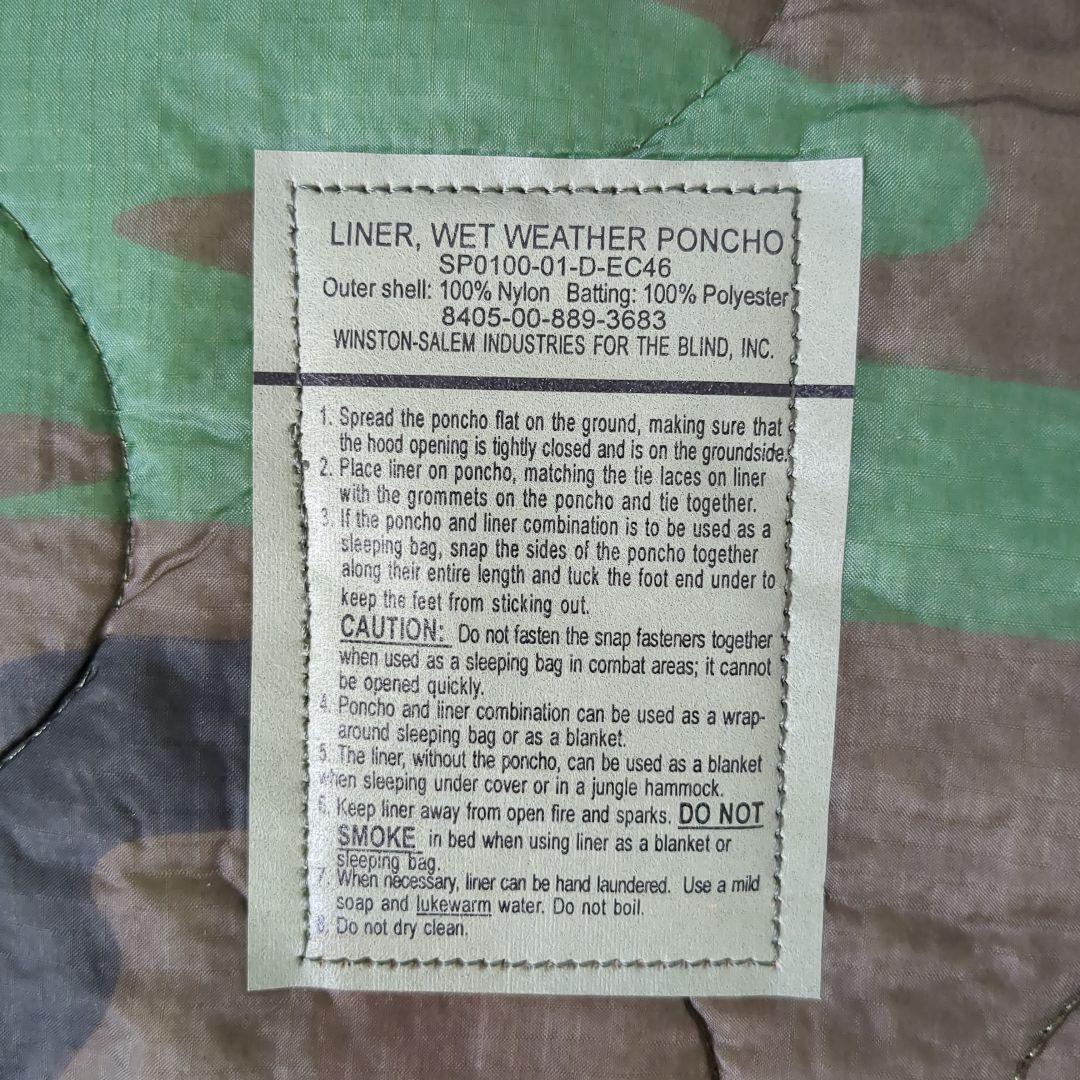 LINER, WET WEATHER PONCHO
SP0100-01-D-EC46
Outer shell: 100% Nylon Batting: 100% Polyester
8405-00-889-3683
WINSTON-SALEM INDUSTRIES FOR THE BLIND, INC.
1. Spread the poncho flat on the ground, making sure that
the hood opening is tightly closed and is on the groundside.
2. Place liner on poncho, matching the tie laces on liner
with the grommets on the poncho and tie together.
3. If the poncho and liner combination is to be used as a
sleeping bag, snap the sides of the poncho together
along their entire length and tuck the foot end under to
keep the feet from sticking out.
CAUTION: Do not fasten the snap fasteners together
when used as a sleeping bag in combat areas; it cannot
be opened quickly.
4. Poncho and liner combination can be used as a wrap-
around sleeping bag or as a blanket.
5. The liner, without the poncho, can be used as a blanket
when sleeping under cover or in a jungle hammock.
6. Keep liner away from open fire and sparks. DO NOT
SMOKE in bed when using liner as a blanket or
sleeping bag.
7. When necessary, liner can be hand laundered. Use a mild
soap and lukewarm water. Do not boil.
8. Do not dry clean.